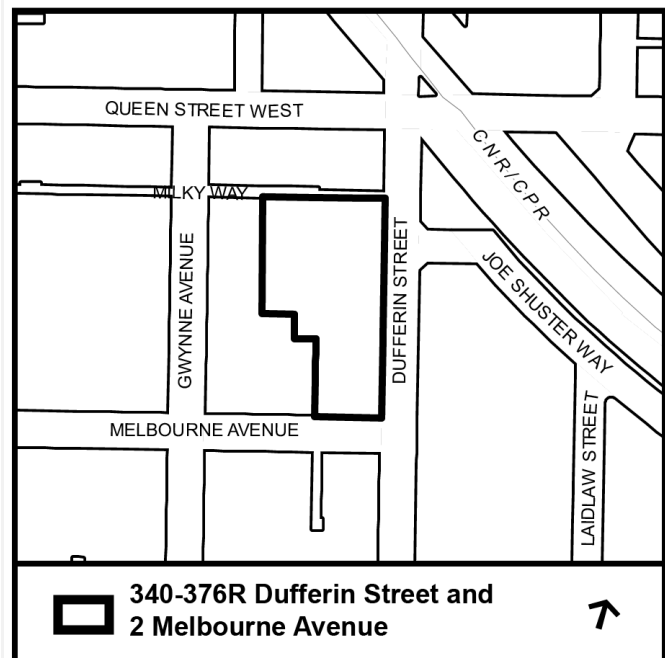 QUEEN STREET WEST
C.N.R./C.P.R
MILKY WAY
GWYNNE AVENUE
DUFFERIN STREET
JOE SHUSTER WAY
MELBOURNE AVENUE
LAIDLAW STREET
340-376R Dufferin Street and
2 Melbourne Avenue